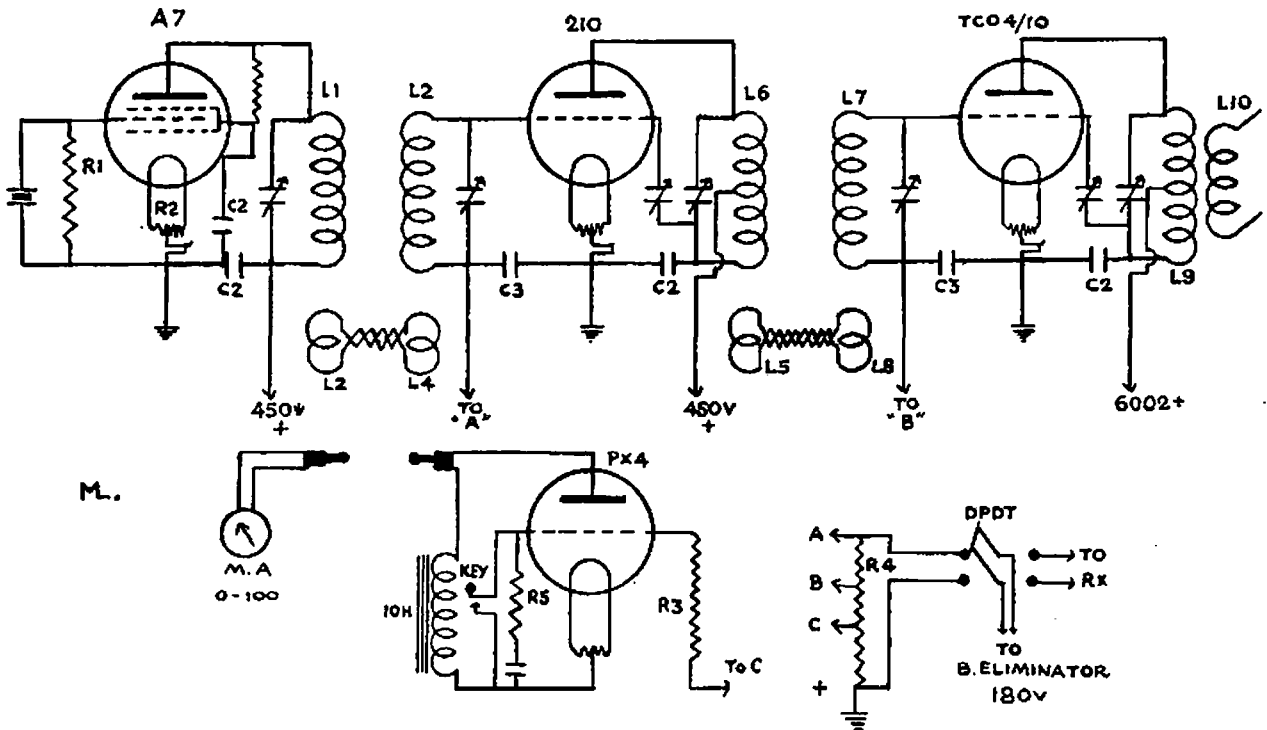 A7
210
TC04/10
L1
L2
L6
L7
L10
R1
R2
C2
C2
C3
C2
C3
C2
L9
L2
L4
L5
L8
450V
+
TO
"A"
450V
+
TO
"B"
6002+
M.
M.A
0-100
PX4
10H
KEY
R5
R3
TO C
A
B
C
+
R4
DPDT
TO
RX
TO
B.ELIMINATOR
180V